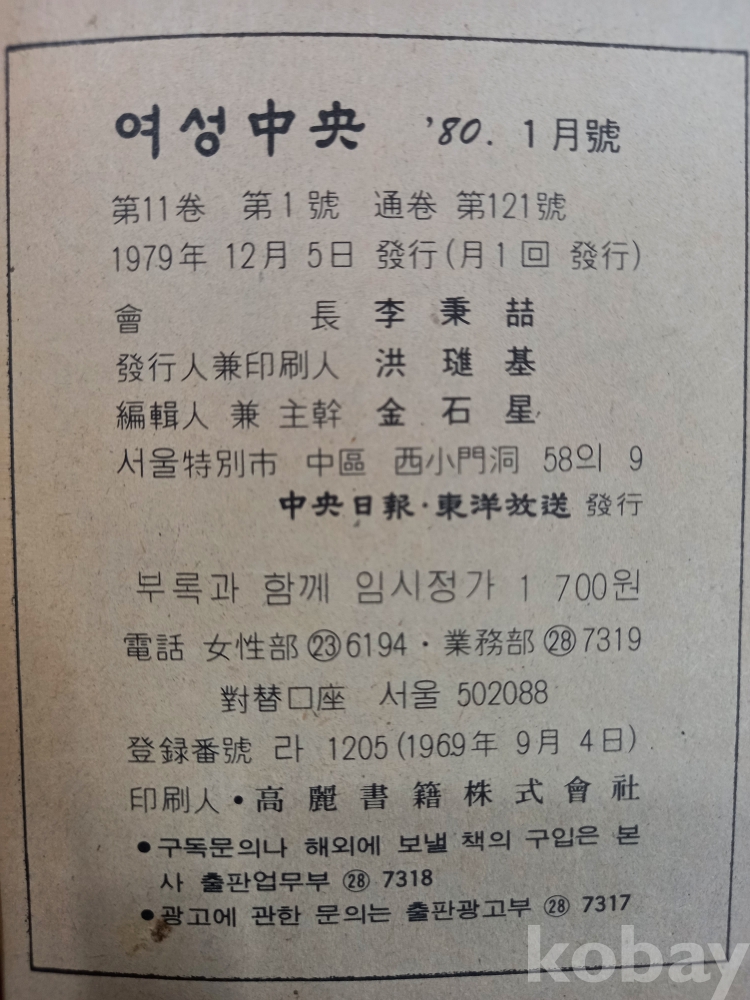 여성中央 '80. 1月號
第11卷 第1號 通卷 第121號
1979年 12月 5日 發行(月1回 發行)
會長 李秉喆
發行人兼印刷人 洪璡基
編輯人 兼 主幹 金石星
서울特別市 中區 西小門洞 58의 9
中央日報·東洋放送 發行
부록과 함께 임시정가 1 700원
電話 女性部 ㉓6194 · 業務部 ㉘7319
對替口座 서울 502088
登録番號 라 1205(1969年 9月 4日)
印刷人 · 高麗書籍株式會社
●구독문의나 해외에 보낼 책의 구입은 본
사 출판업무부 ㉘ 7318
●광고에 관한 문의는 출판광고부 ㉘ 7317
kobay